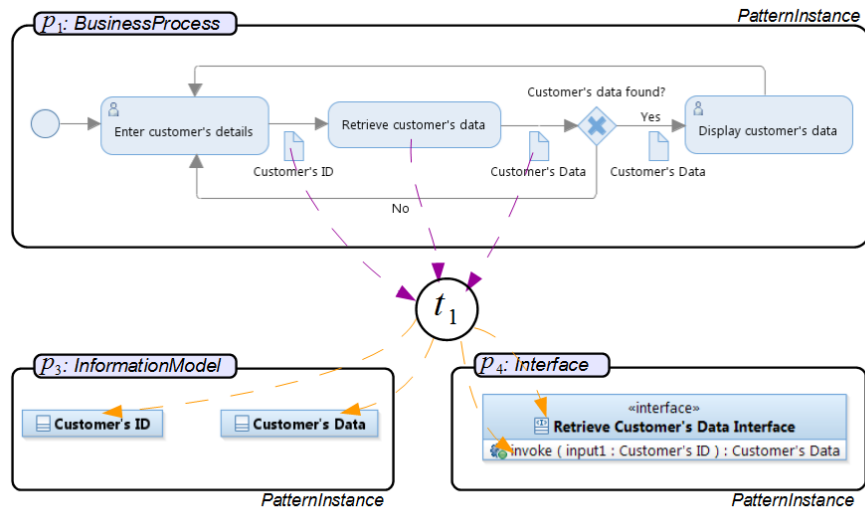 p1: BusinessProcess
PatternInstance
Customer's data found?
Enter customer's details
Retrieve customer's data
Yes
Display customer's data
Customer's ID
Customer's Data
Customer's Data
No
t1
p3: InformationModel
p4: Interface
Customer's ID
Customer's Data
«interface»
Retrieve Customer's Data Interface
invoke ( input1 : Customer's ID ) : Customer's Data
PatternInstance
PatternInstance